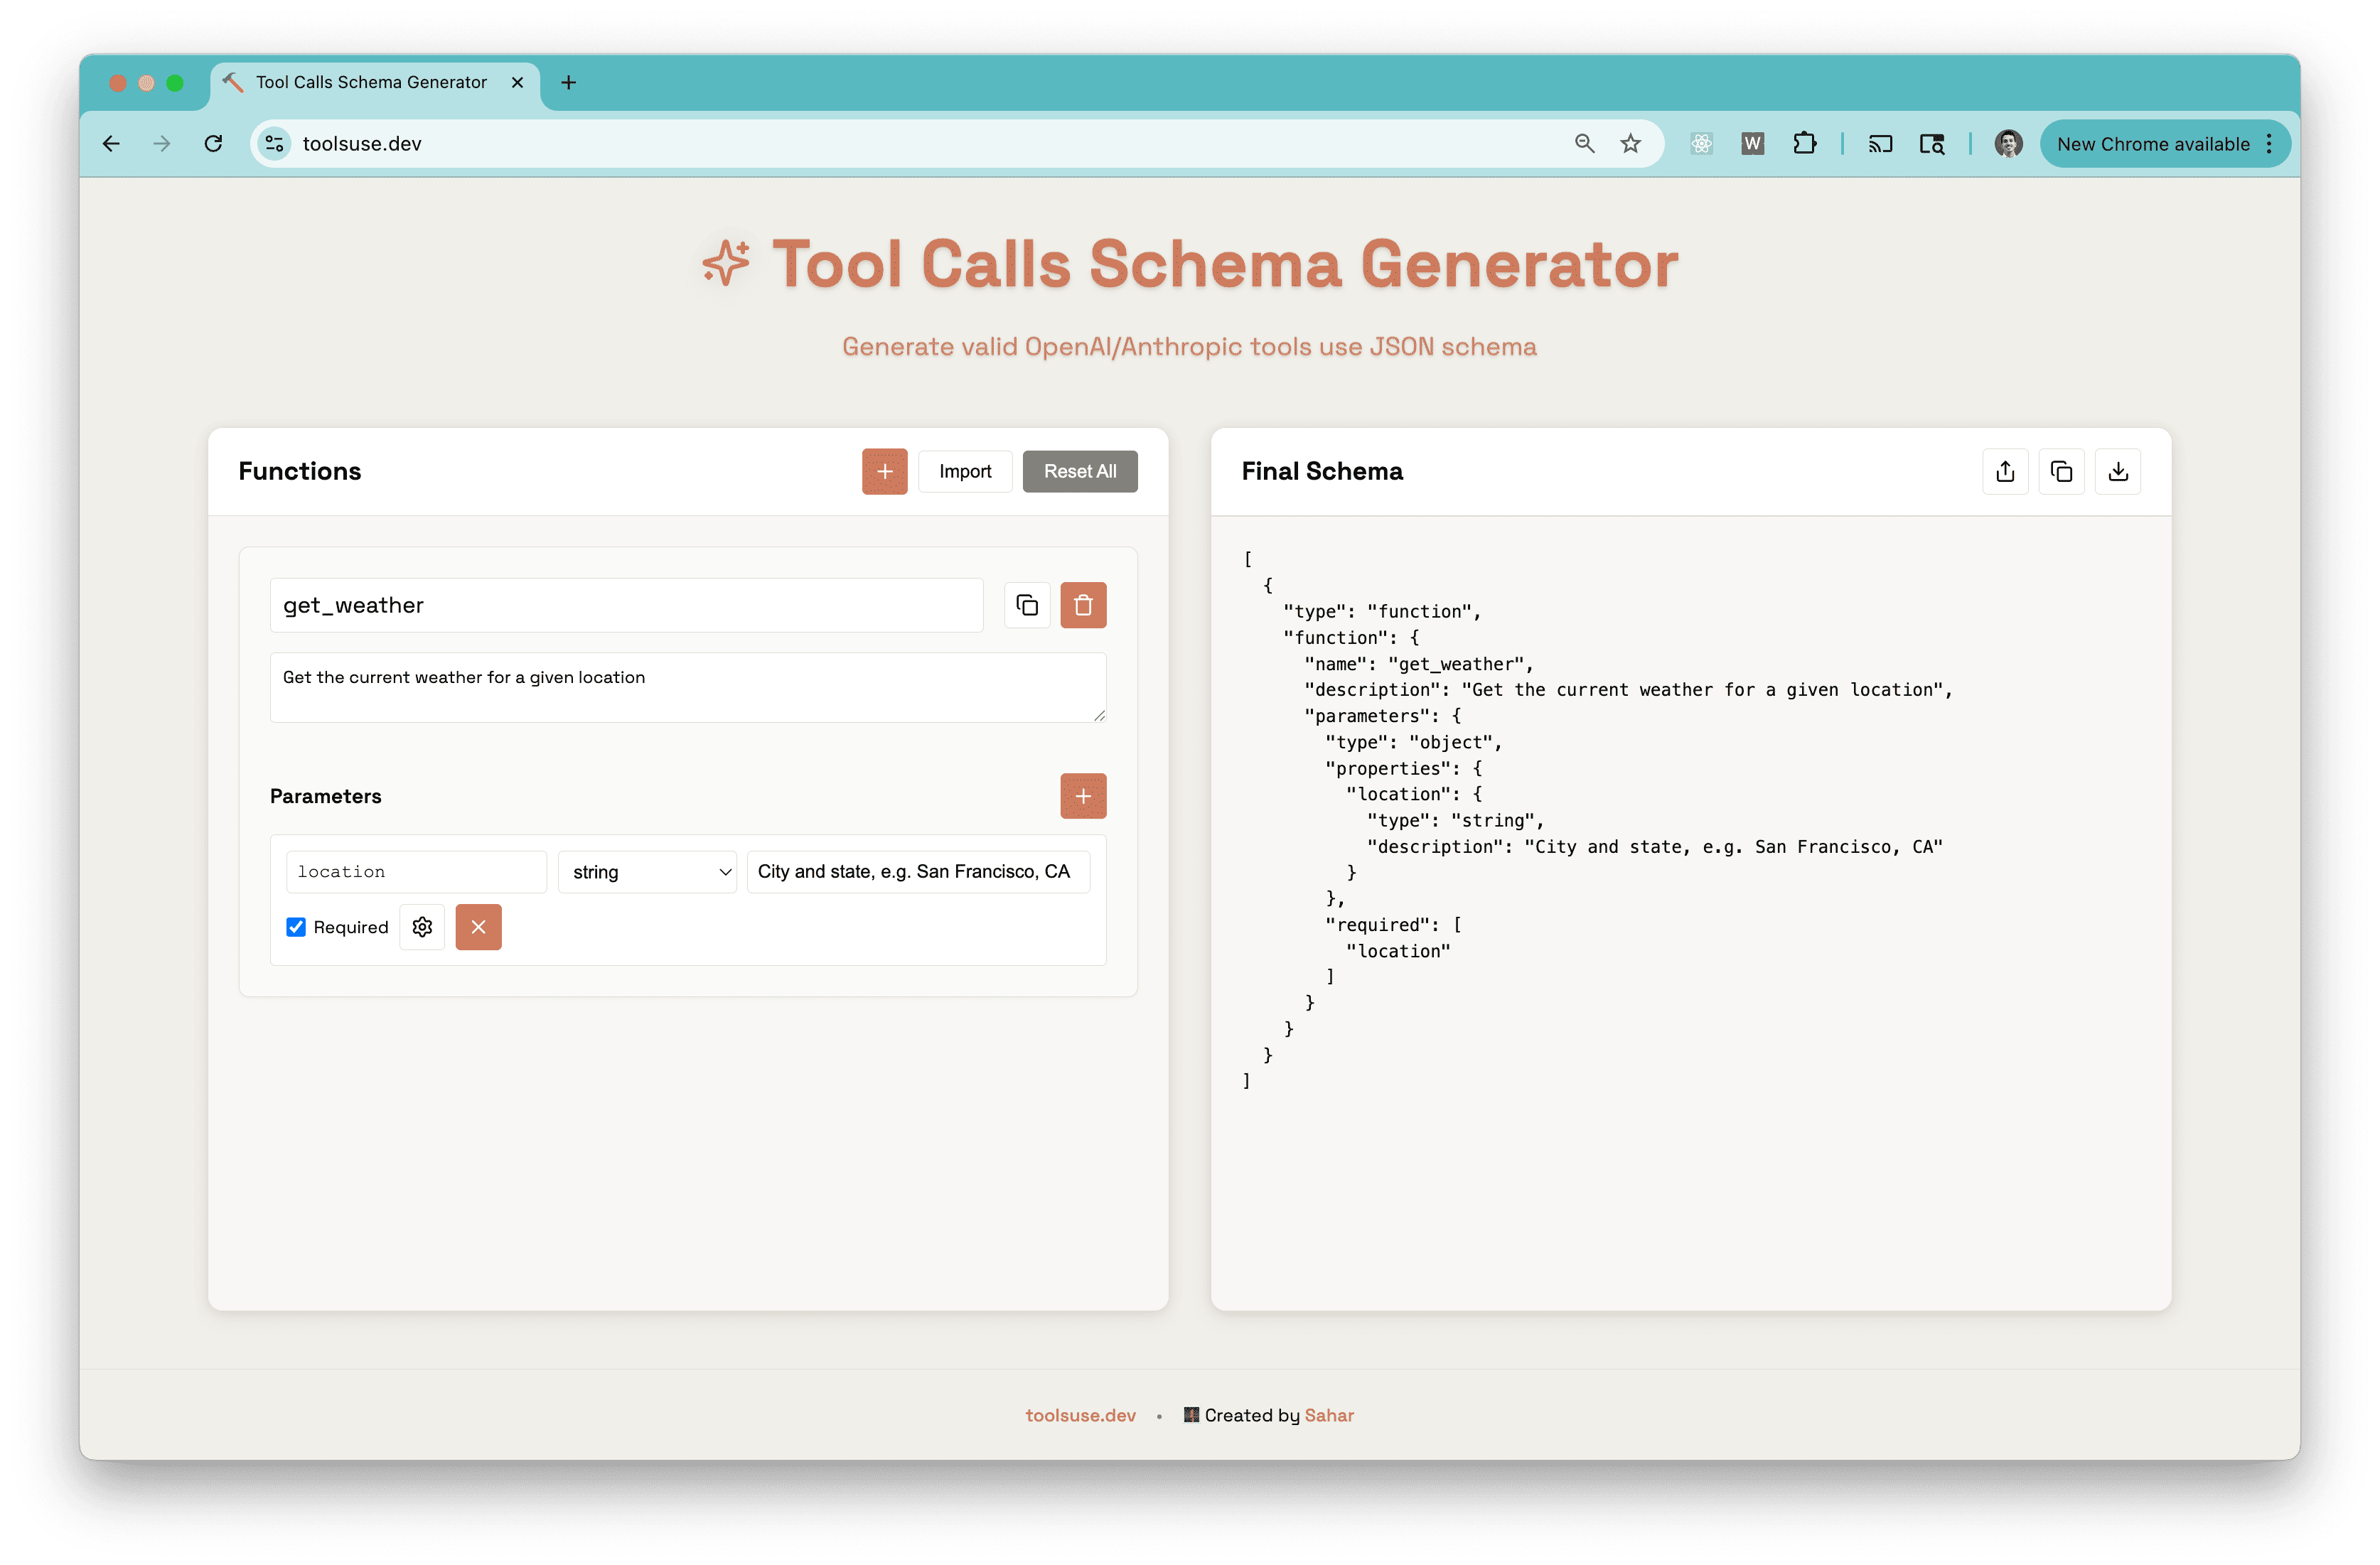 Tool Calls Schema Generator
toolsuse.dev
W
New Chrome available
Tool Calls Schema Generator
Generate valid OpenAI/Anthropic tools use JSON schema
Functions
Import
Reset All
get_weather
Get the current weather for a given location
Parameters
location
string
City and state, e.g. San Francisco, CA
Required
Final Schema
[
  {
    "type": "function",
    "function": {
      "name": "get_weather",
      "description": "Get the current weather for a given location",
      "parameters": {
        "type": "object",
        "properties": {
          "location": {
            "type": "string",
            "description": "City and state, e.g. San Francisco, CA"
          }
        },
        "required": [
          "location"
        ]
      }
    }
  }
]
toolsuse.dev • Created by Sahar